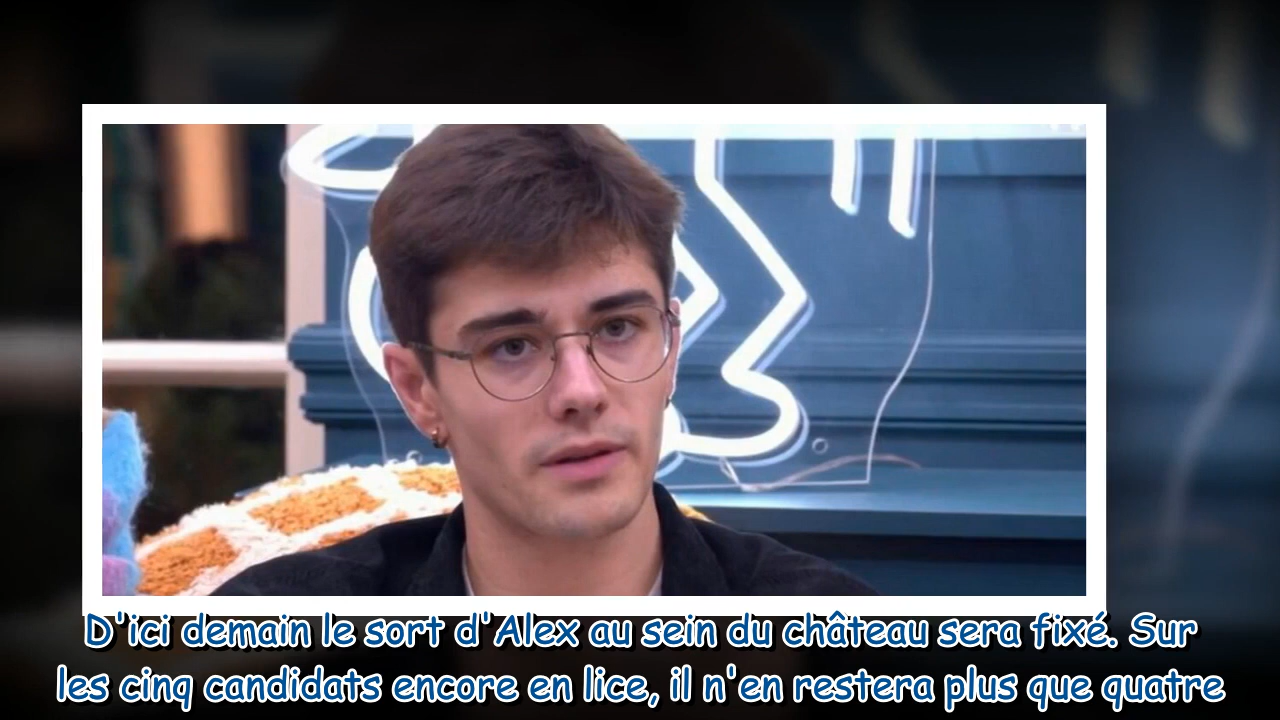 D'ici demain le sort d'Alex au sein du château sera fixé. Sur
les cinq candidats encore en lice, il n'en restera plus que quatre